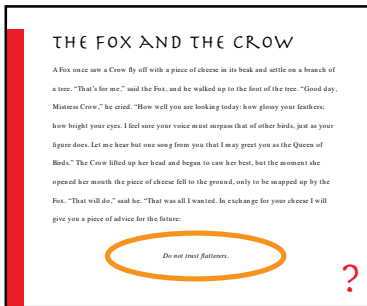 THE FOX AND THE CROW
A Fox once saw a Crow fly off with a piece of cheese in its beak and settle on a branch of
a tree. “That’s for me,” said the Fox, and he walked up to the foot of the tree. “Good day,
Mistress Crow,” he cried. “How well you are looking today: how glossy your feathers;
how bright your eyes. I feel sure your voice must surpass that of other birds, just as your
figure does. Let me hear but one song from you that I may greet you as the Queen of
Birds.” The Crow lifted up her head and began to caw her best, but the moment she
opened her mouth the piece of cheese fell to the ground, only to be snapped up by the
Fox. “That will do,” said he. “That was all I wanted. In exchange for your cheese I will
give you a piece of advice for the future:
Do not trust flatterers.
?